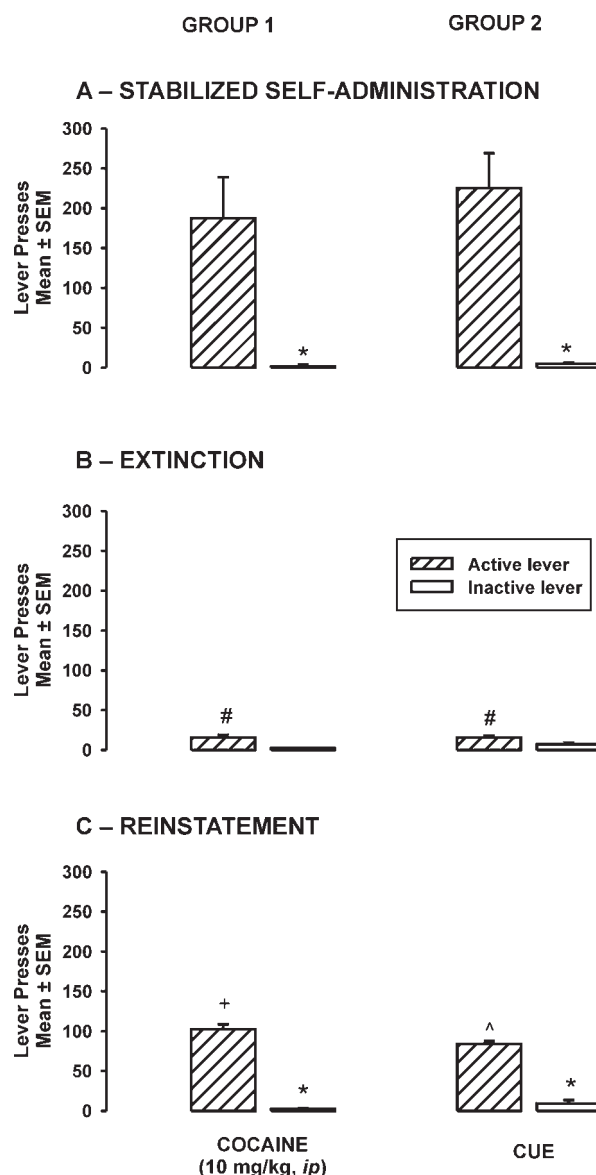 GROUP 1 GROUP 2
A – STABILIZED SELF-ADMINISTRATION
Lever Presses
Mean ± SEM
300
250
200
150
100
50
0
*
*
B – EXTINCTION
Lever Presses
Mean ± SEM
300
250
200
150
100
50
0
#
#
Active lever
Inactive lever
C – REINSTATEMENT
Lever Presses
Mean ± SEM
300
250
200
150
100
50
0
+
*
^
*
COCAINE
(10 mg/kg, ip)
CUE